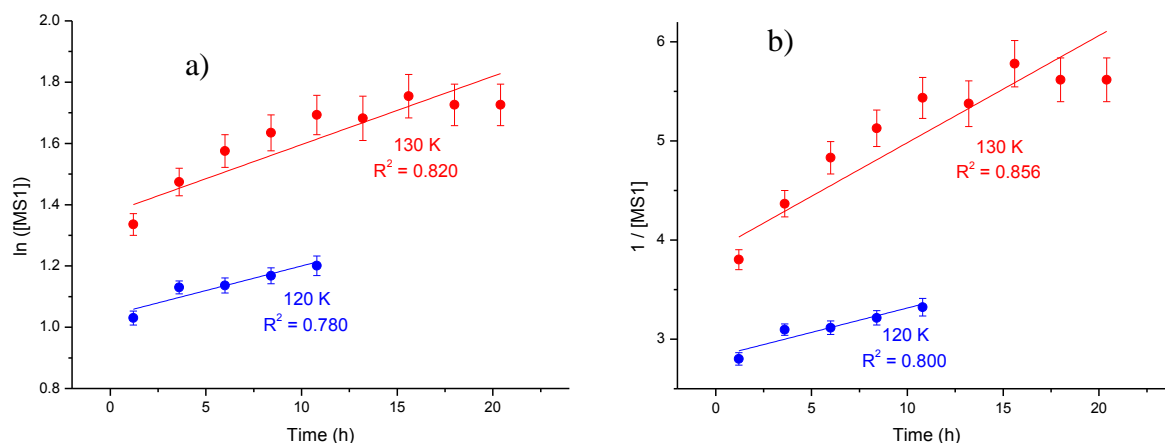 a)
ln ([MS1])
2.0
1.8
1.6
1.4
1.2
1.0
0.8
130 K
R² = 0.820
120 K
R² = 0.780
0 5 10 15 20
Time (h)
b)
1 / [MS1]
6
5
4
3
130 K
R² = 0.856
120 K
R² = 0.800
0 5 10 15 20
Time (h)